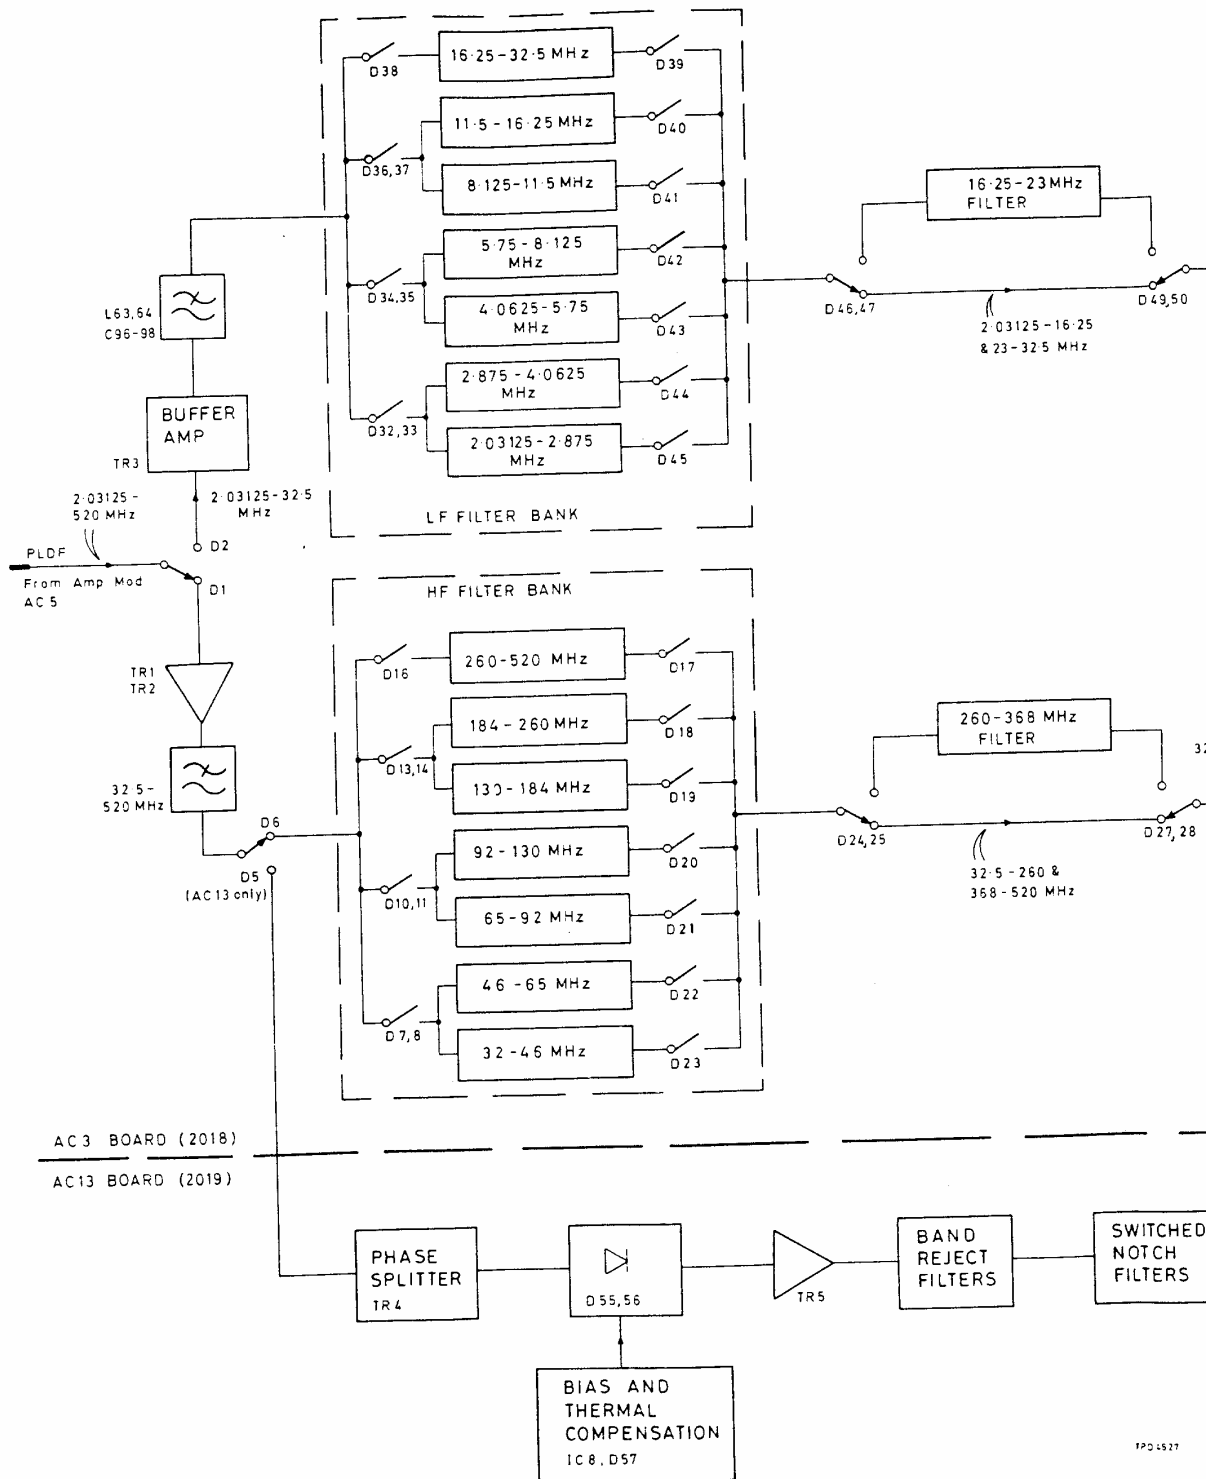 D38
16·25-32·5 MHz
D39
11·5-16·25 MHz
D40
D36,37
8·125-11·5 MHz
D41
5·75-8·125
MHz
D42
D34,35
4·0625-5·75
MHz
D43
2·875-4·0625
MHz
D44
D32,33
2·03125-2·875
MHz
D45
LF FILTER BANK
16·25-23MHz
FILTER
D46,47
D49,50
2·03125-16·25
& 23-32·5 MHz
L63,64
C96-98
BUFFER
AMP
TR3
2·03125-
520 MHz
2·03125-32·5
MHz
D2
PLDF
From Amp Mod
AC5
D1
TR1
TR2
32·5-
520 MHz
D6
D5
(AC13 only)
HF FILTER BANK
D16
260-520 MHz
D17
184-260 MHz
D18
D13,14
130-184 MHz
D19
92-130 MHz
D20
D10,11
65-92 MHz
D21
46-65 MHz
D22
D7,8
32-46 MHz
D23
260-368 MHz
FILTER
32
D24,25
D27,28
32·5-260 &
368-520 MHz
AC3 BOARD (2018)
AC13 BOARD (2019)
PHASE
SPLITTER
TR4
D55,56
TR5
BAND
REJECT
FILTERS
SWITCHED
NOTCH
FILTERS
BIAS AND
THERMAL
COMPENSATION
IC8, D57